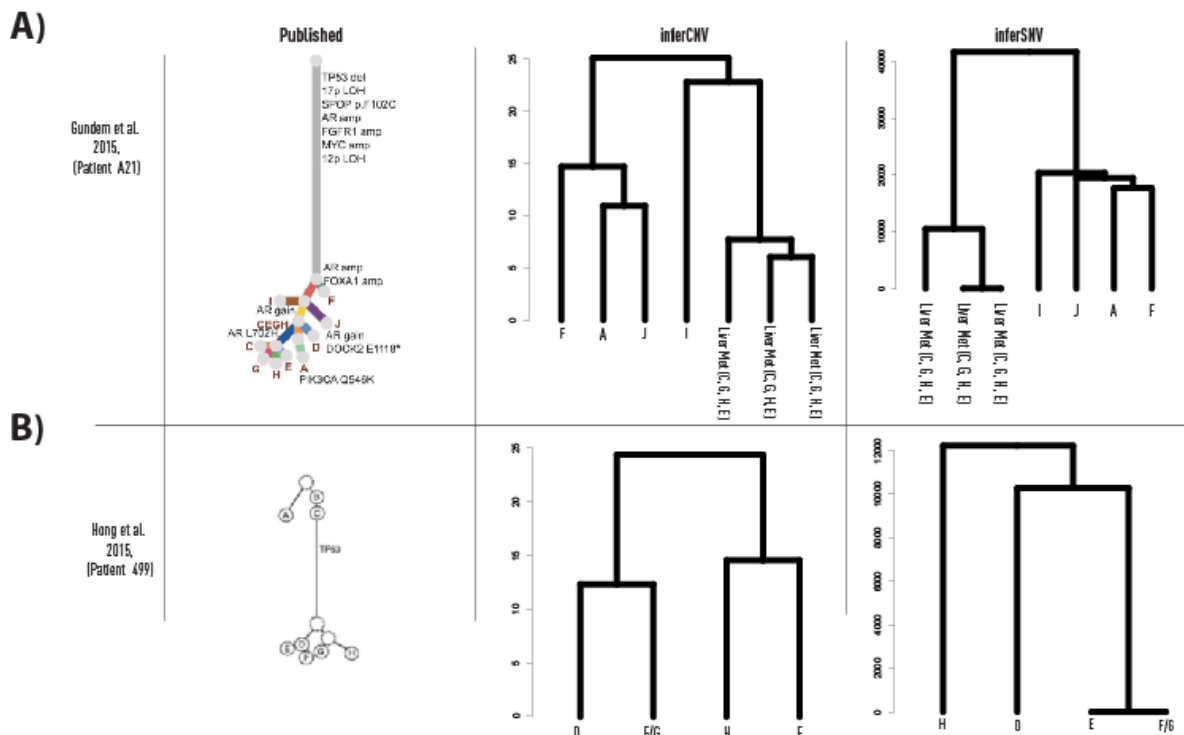 A)
Published
inferCNV
inferSNV
Gundem et al.
2015,
(Patient A21)
TP53 del
17p LOH
SPOP p.F102C
AR amp
FGFR1 amp
MYC amp
12p LOH
AR amp
FOXA1 amp
I
F
AR gain
CEGH
J
AR L702H
AR gain
C
D
DOCK2 E1118*
G
E
A
H
PIK3CA Q546K
25
20
15
10
5
0
F
A
J
I
Liver Met (C, G, H, E)
Liver Met (C, G, H, E)
Liver Met (C, G, H, E)
40000
30000
20000
10000
0
Liver Met (C, G, H, E)
Liver Met (C, G, H, E)
Liver Met (C, G, H, E)
I
J
A
F
B)
Hong et al.
2015,
(Patient 499)
A
B
C
TP53
E
D
F
G
H
25
20
15
10
5
0
D
F/G
H
12000
10000
8000
6000
4000
2000
0
H
D
E
F/G